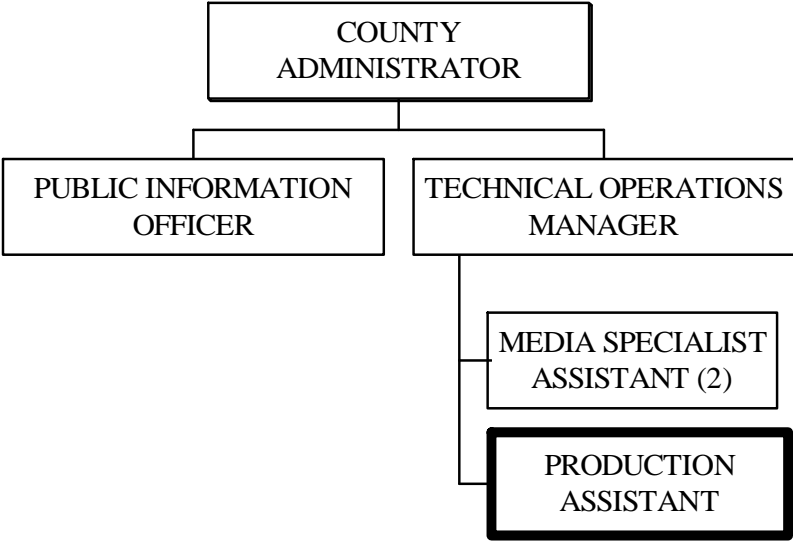 COUNTY
ADMINISTRATOR
PUBLIC INFORMATION
OFFICER
TECHNICAL OPERATIONS
MANAGER
MEDIA SPECIALIST
ASSISTANT (2)
PRODUCTION
ASSISTANT